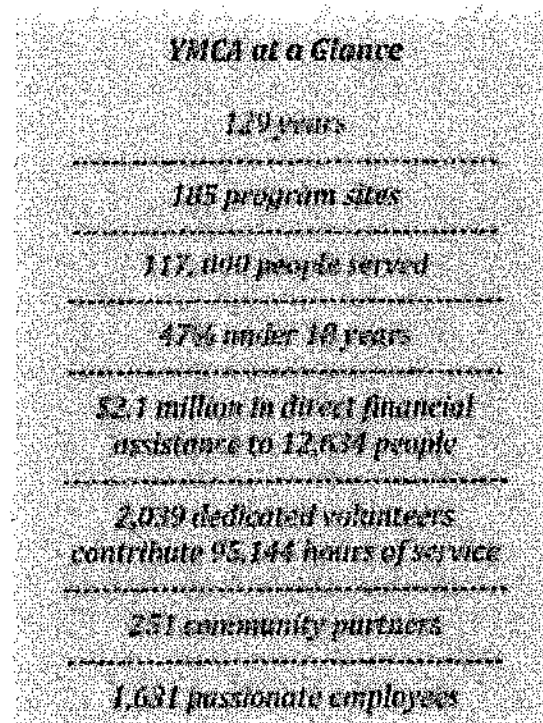 YMCA at a Glance
129 years
185 program sites
117,000 people served
47% under 18 years
$2.1 million in direct financial
assistance to 12,634 people
2,039 dedicated volunteers
contribute 95,144 hours of service
251 community partners
1,631 passionate employees